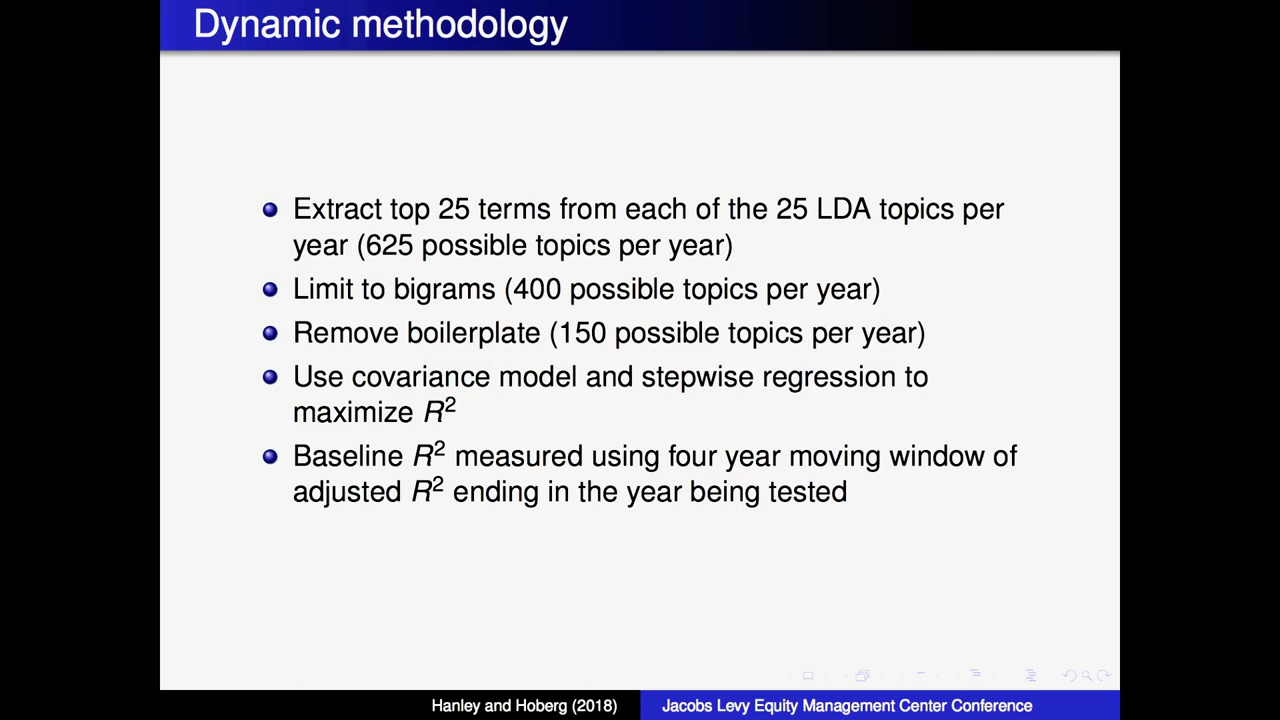 Dynamic methodology
Extract top 25 terms from each of the 25 LDA topics per
year (625 possible topics per year)
Limit to bigrams (400 possible topics per year)
Remove boilerplate (150 possible topics per year)
Use covariance model and stepwise regression to
maximize R²
Baseline R² measured using four year moving window of
adjusted R² ending in the year being tested
Hanley and Hoberg (2018)
Jacobs Levy Equity Management Center Conference